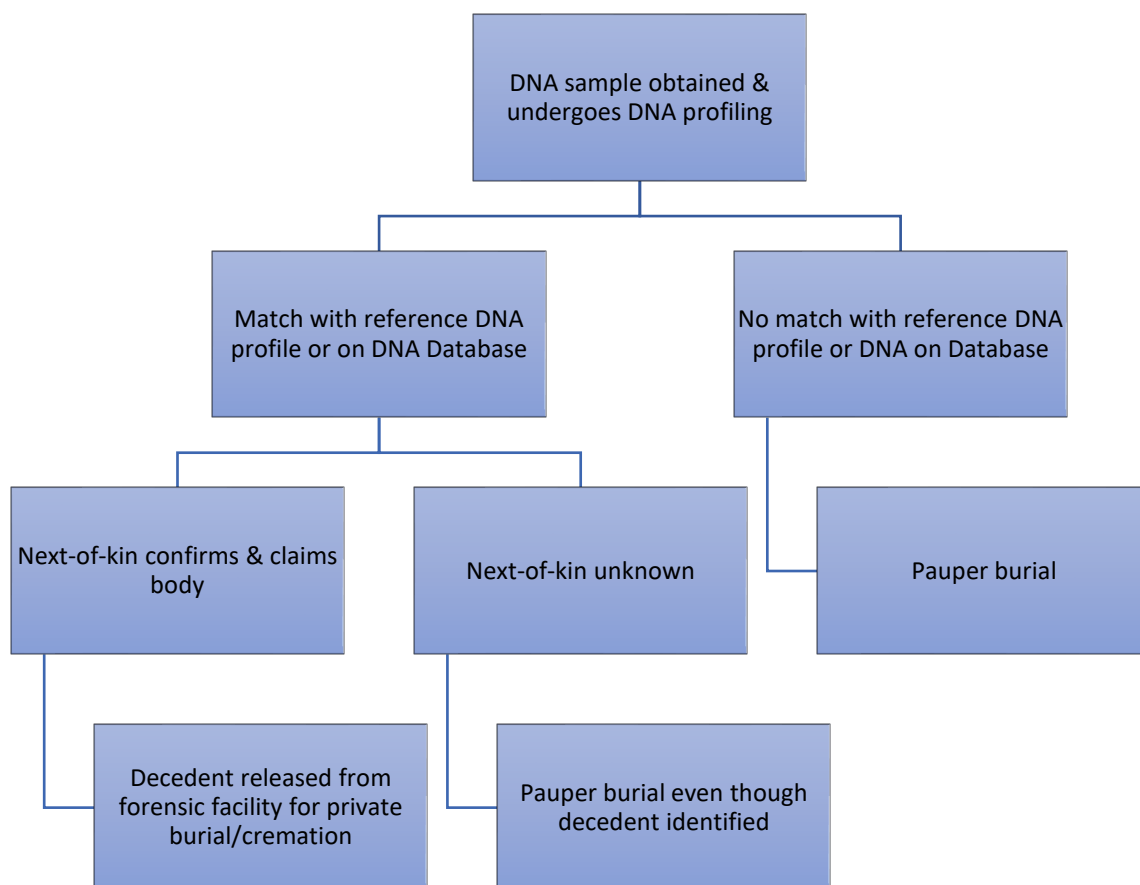 DNA sample obtained &
undergoes DNA profiling
Match with reference DNA
profile or on DNA Database
No match with reference DNA
profile or DNA on Database
Next-of-kin confirms & claims
body
Next-of-kin unknown
Pauper burial
Decedent released from
forensic facility for private
burial/cremation
Pauper burial even though
decedent identified